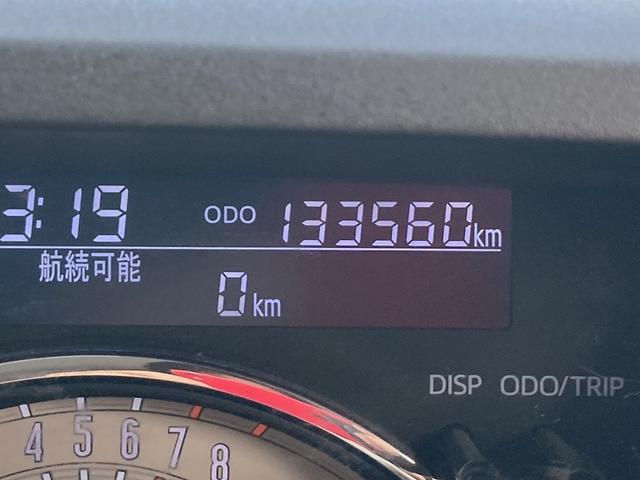 3:19 ODO 133560km
航続可能
0km
DISP ODO/TRIP
4 5 6 7 8